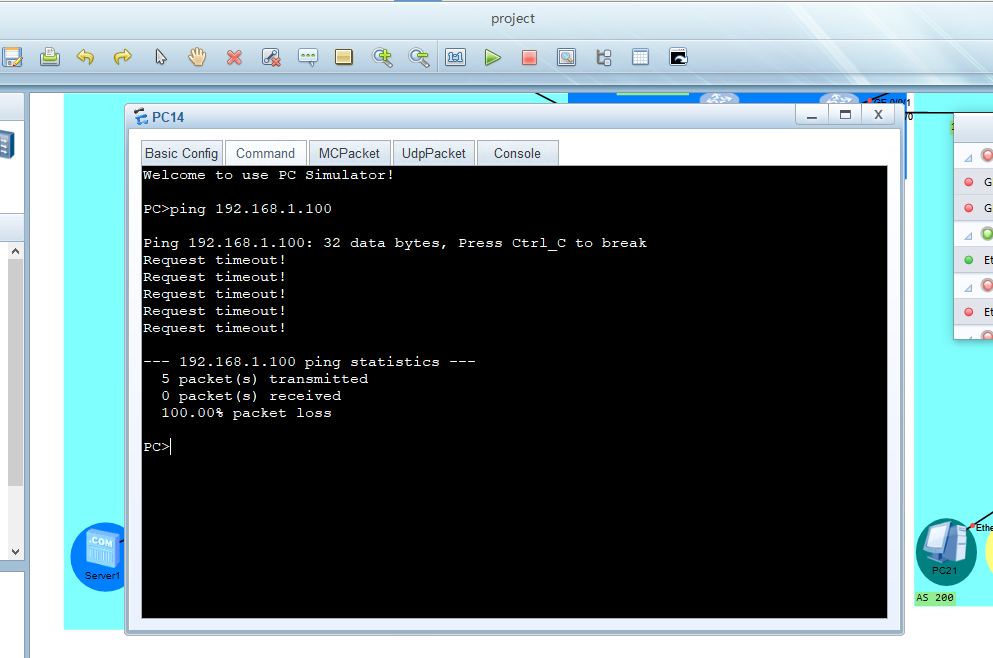 project
GE 0/0/1
PC14
Basic Config
Command
MCPacket
UdpPacket
Console
Welcome to use PC Simulator!
PC>ping 192.168.1.100
Ping 192.168.1.100: 32 data bytes, Press Ctrl_C to break
Request timeout!
Request timeout!
Request timeout!
Request timeout!
Request timeout!
--- 192.168.1.100 ping statistics ---
5 packet(s) transmitted
0 packet(s) received
100.00% packet loss
PC>
G
G
Et
Et
.COM
Server1
Ethe
PC21
AS 200